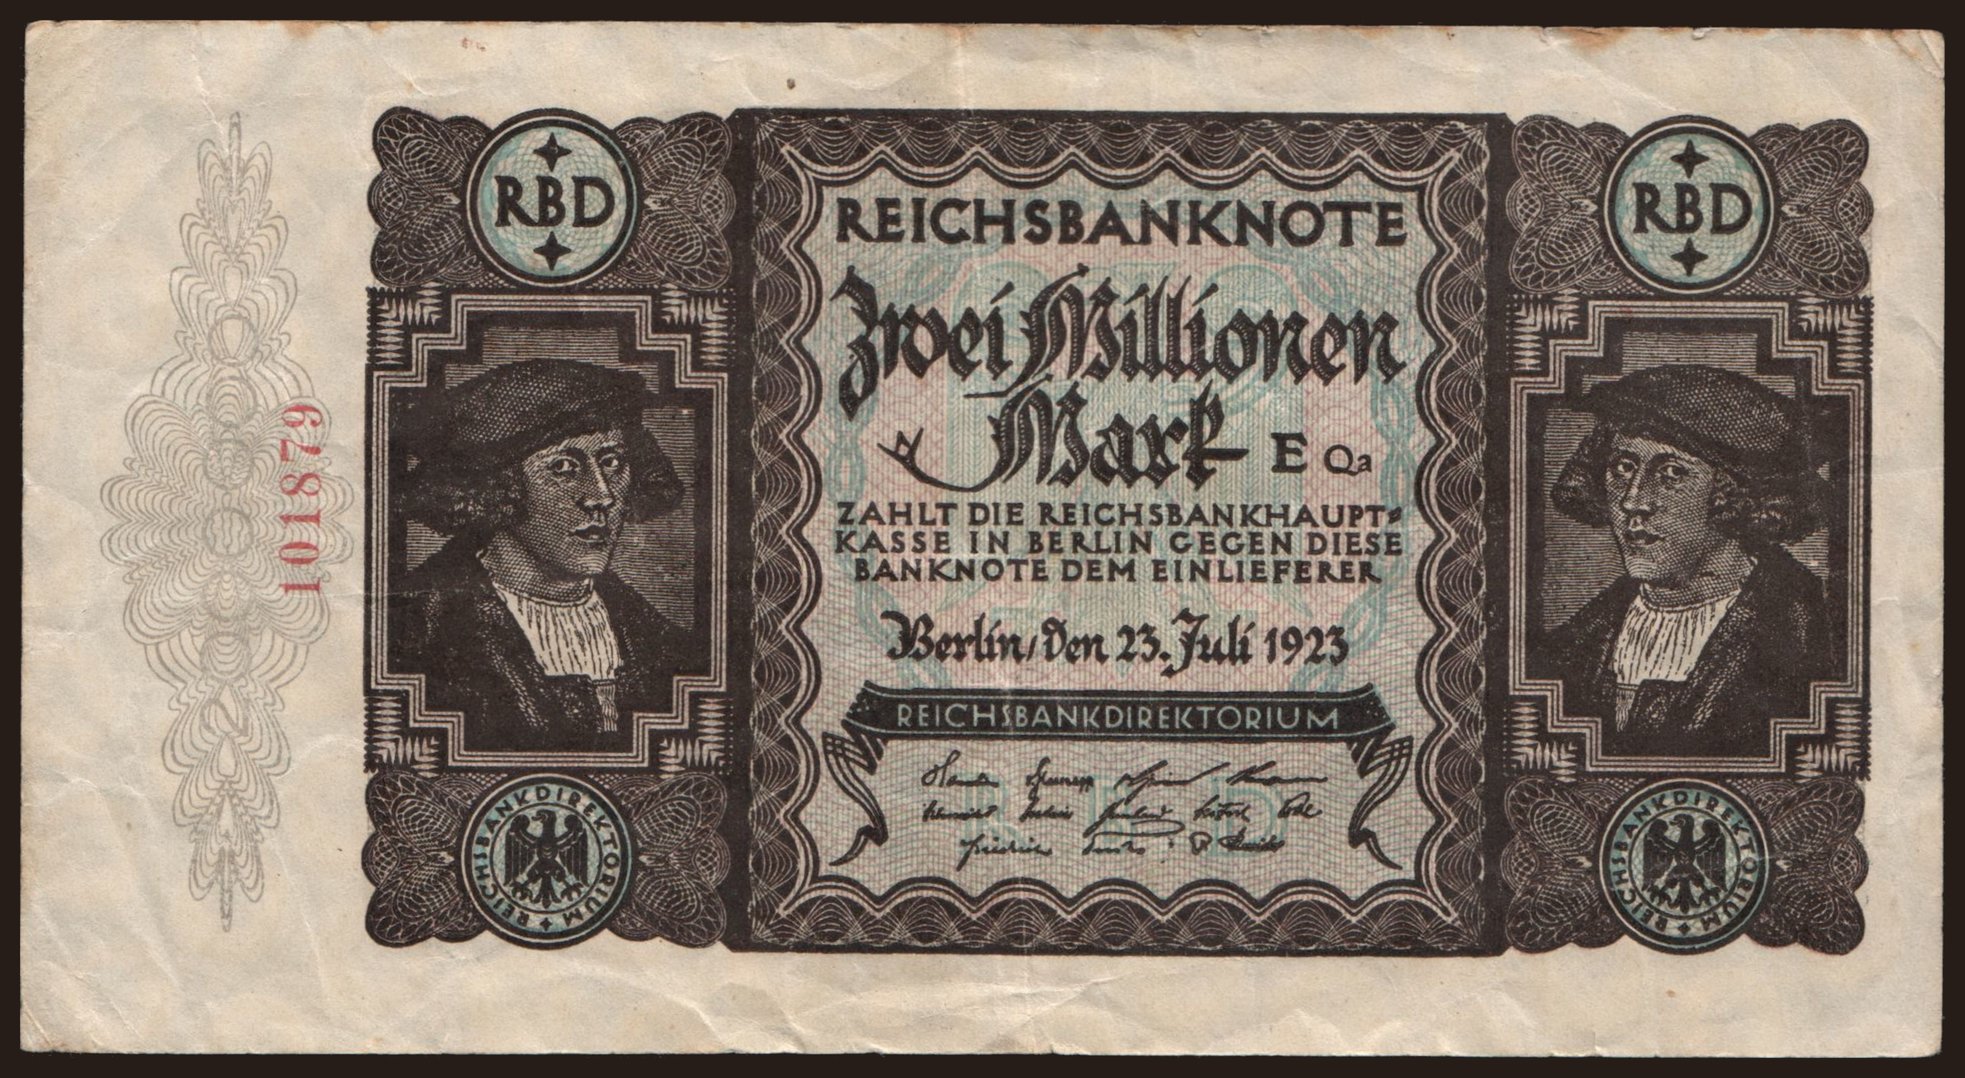 RBD
RBD
REICHSBANKNOTE
Zwei Millionen
Mark
E Qa
ZAHLT DIE REICHSBANKHAUPT=
KASSE IN BERLIN GEGEN DIESE
BANKNOTE DEM EINLIEFERER
Berlin, den 23. Juli 1923
REICHSBANKDIREKTORIUM
101879
2000000
REICHSBANKDIREKTORIUM
REICHSBANKDIREKTORIUM